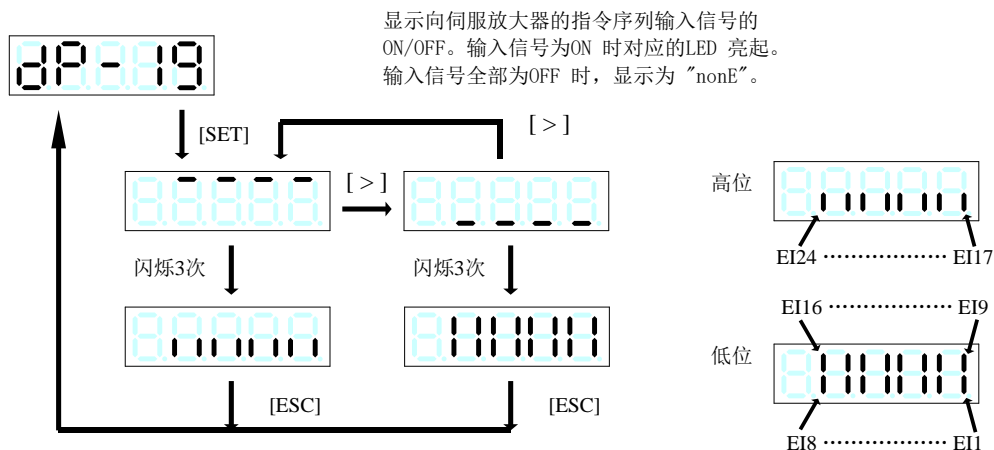 显示向伺服放大器的指令序列输入信号的
ON/OFF。输入信号为ON 时对应的LED 亮起。
输入信号全部为OFF 时，显示为 "nonE"。
dP-19
[SET]
[ > ]
[ > ]
闪烁3次
闪烁3次
[ESC]
[ESC]
高位
EI24 ·················· EI17
EI16 ·················· EI9
低位
EI8 ·················· EI1